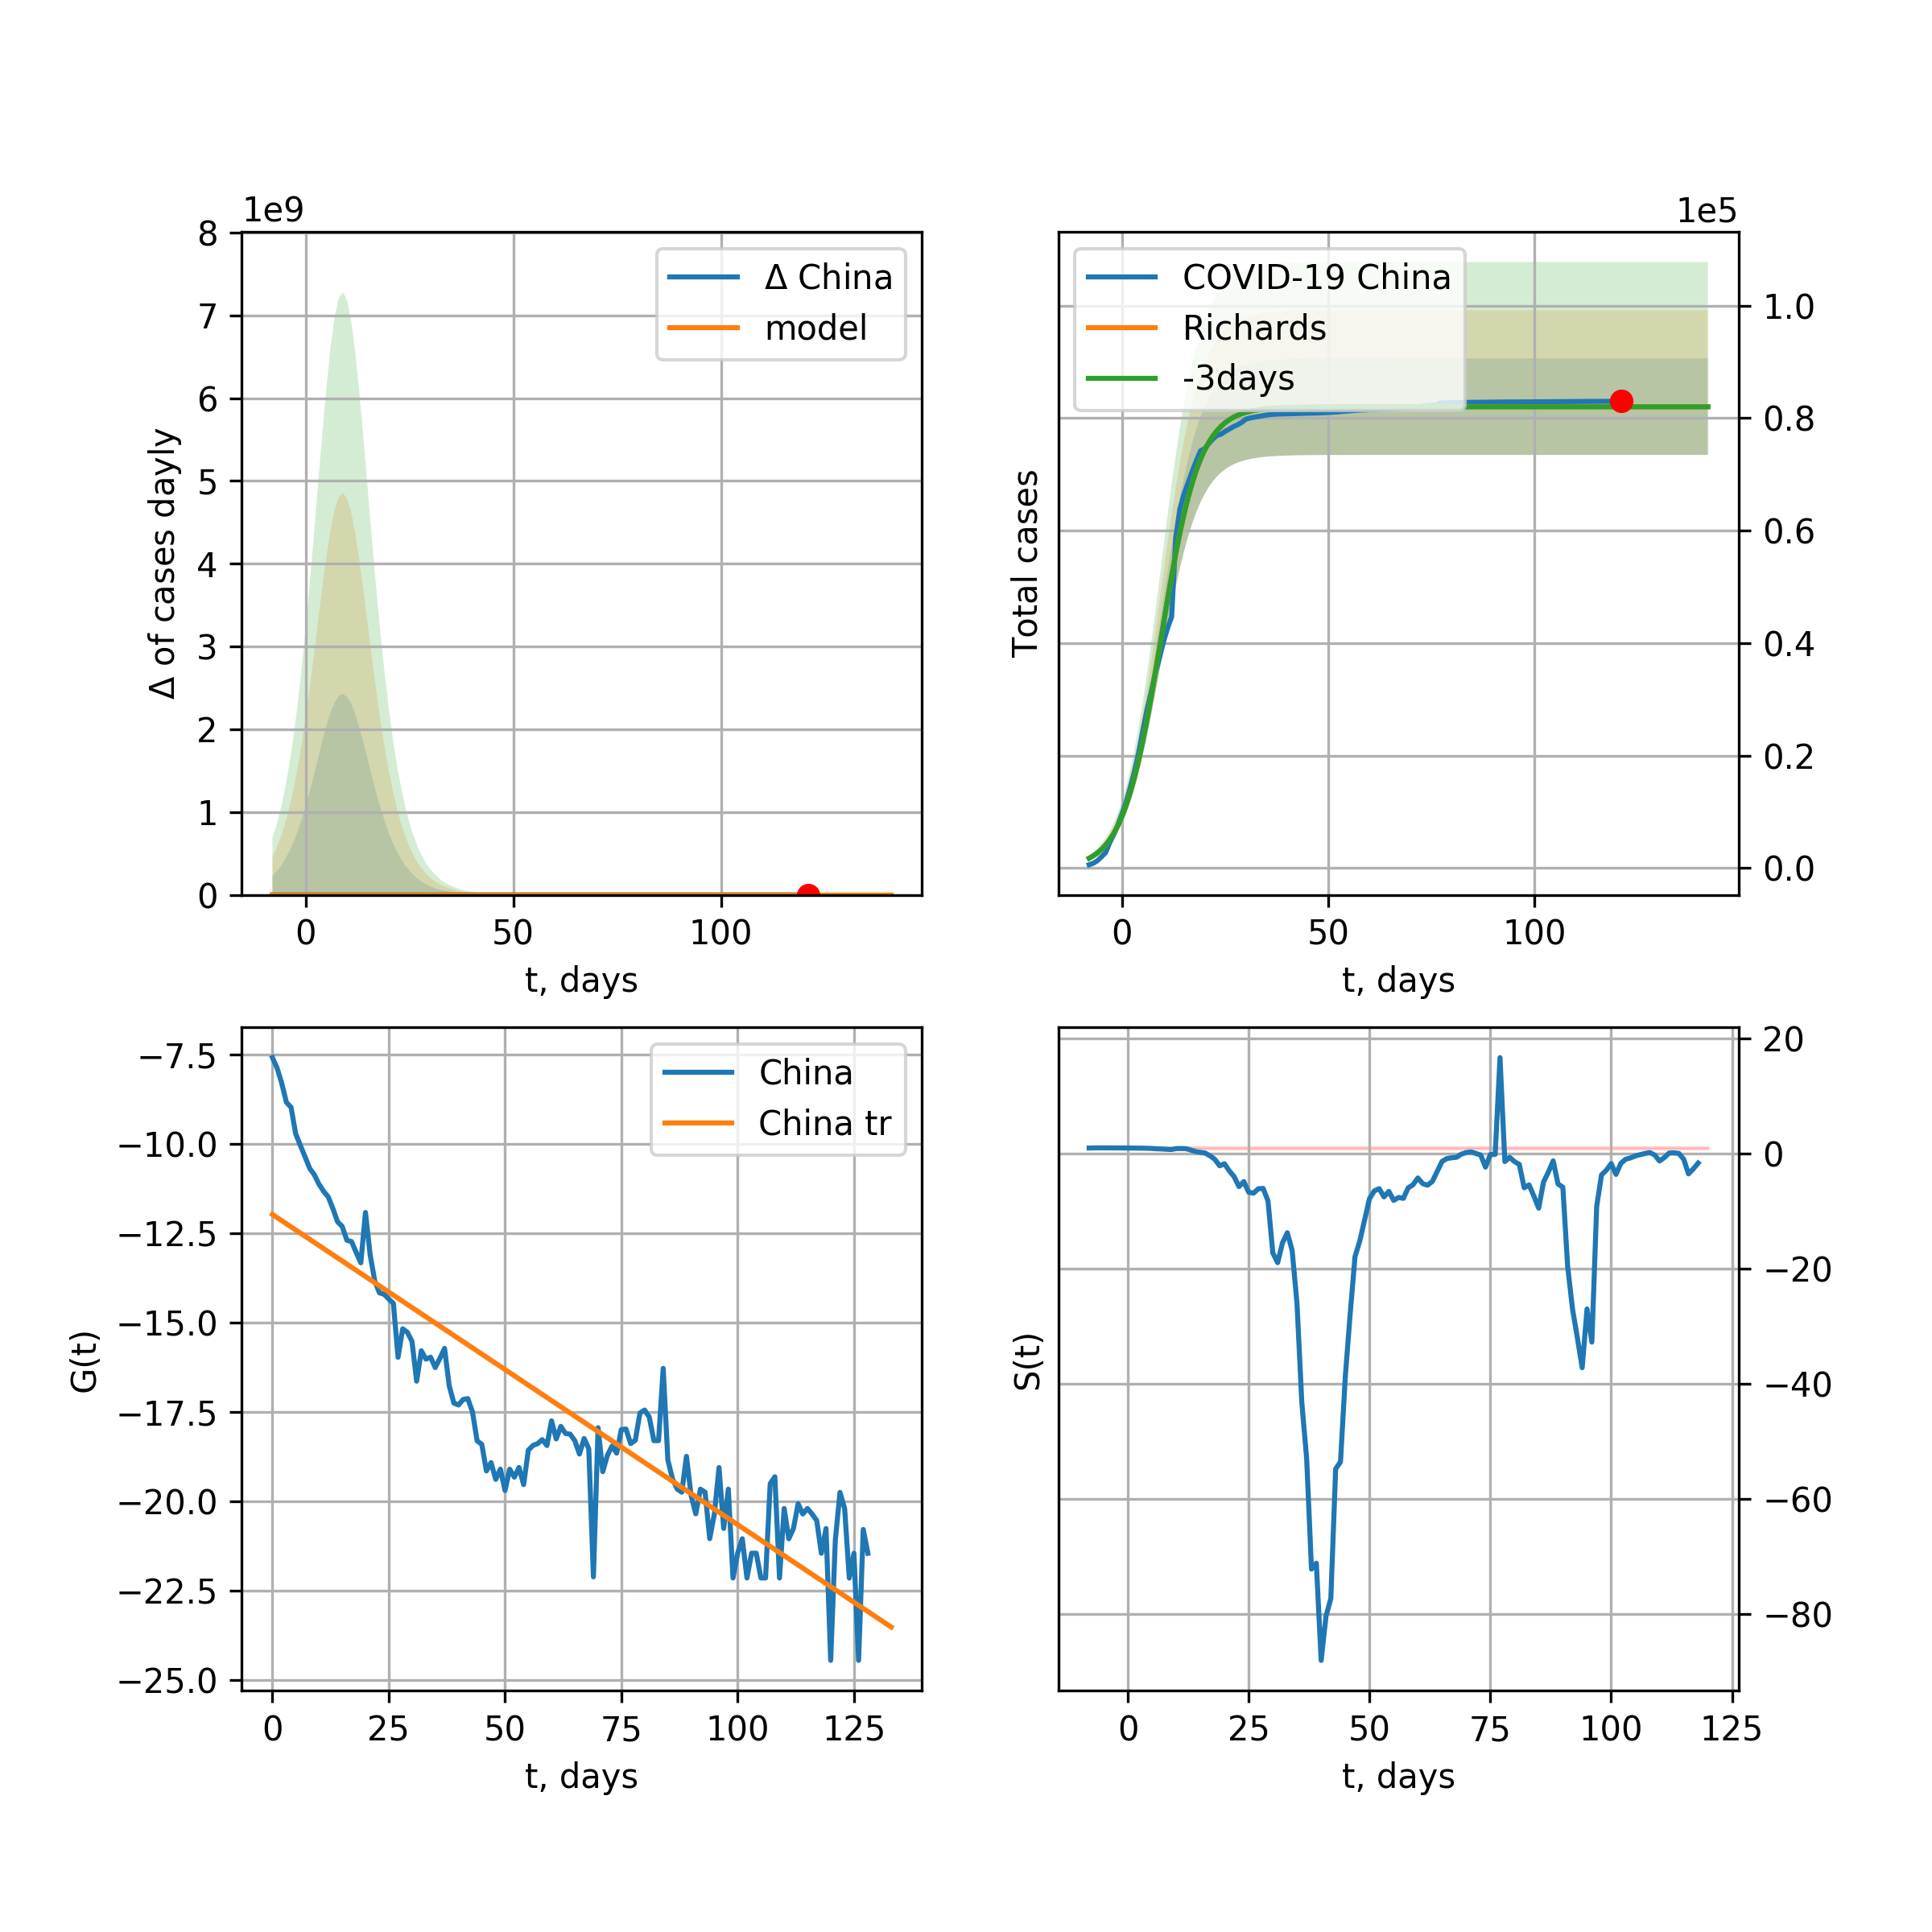 1e9
8
7
6
5
4
3
2
1
0
Δ of cases dayly
Δ China
model
0 50 100
t, days
1e5
COVID-19 China
Richards
-3days
Total cases
1.0
0.8
0.6
0.4
0.2
0.0
0 50 100
t, days
−7.5
−10.0
−12.5
−15.0
−17.5
−20.0
−22.5
−25.0
G(t)
China
China tr
0 25 50 75 100 125
t, days
S(t)
20
0
−20
−40
−60
−80
0 25 50 75 100 125
t, days